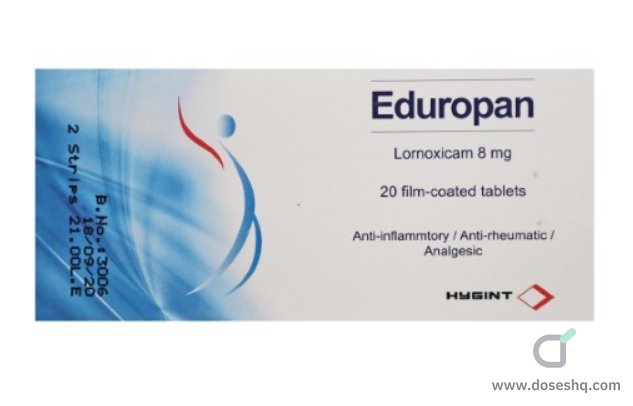 Eduropan
Lornoxicam 8 mg
20 film-coated tablets
Anti-inflammtory / Anti-rheumatic /
Analgesic
HYGINT
B.No.:3006
18/09/20
2 Strips 21.00L.E
www.doseshq.com